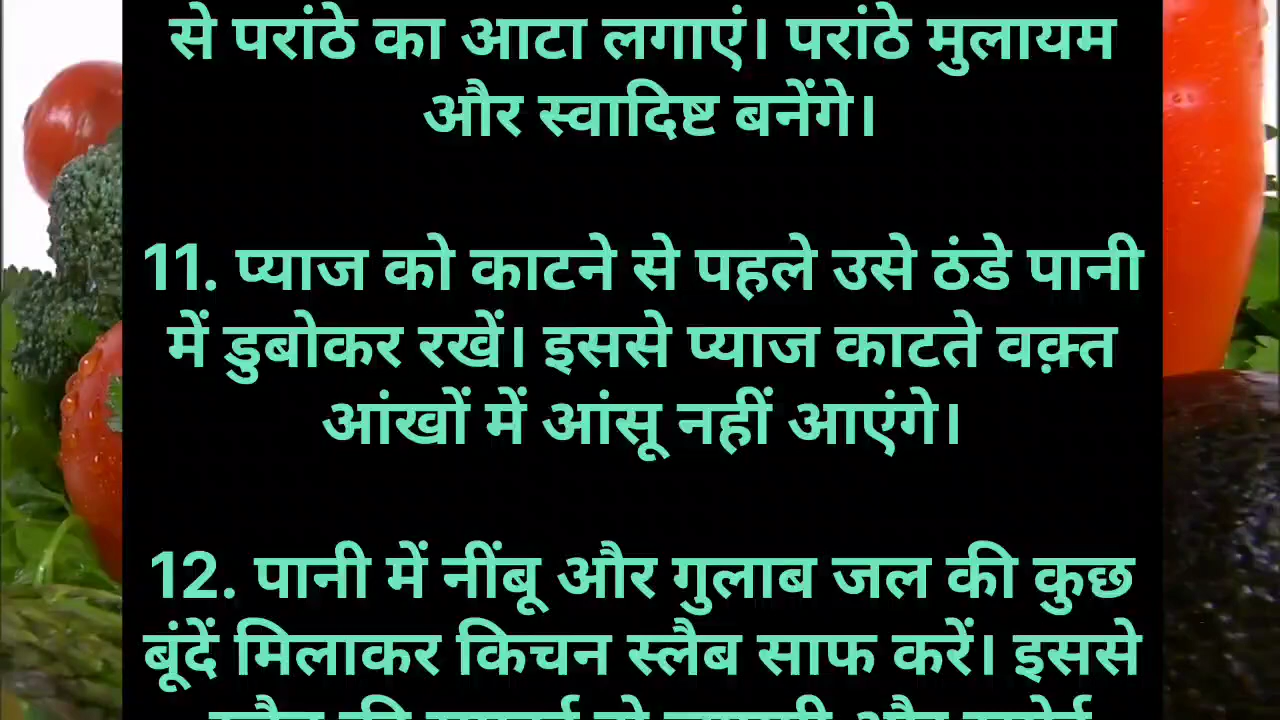 से परांठे का आटा लगाएं। परांठे मुलायम
और स्वादिष्ट बनेंगे।
11. प्याज को काटने से पहले उसे ठंडे पानी
में डुबोकर रखें। इससे प्याज काटते वक़्त
आंखों में आंसू नहीं आएंगे।
12. पानी में नींबू और गुलाब जल की कुछ
बूंदें मिलाकर किचन स्लैब साफ करें। इससे